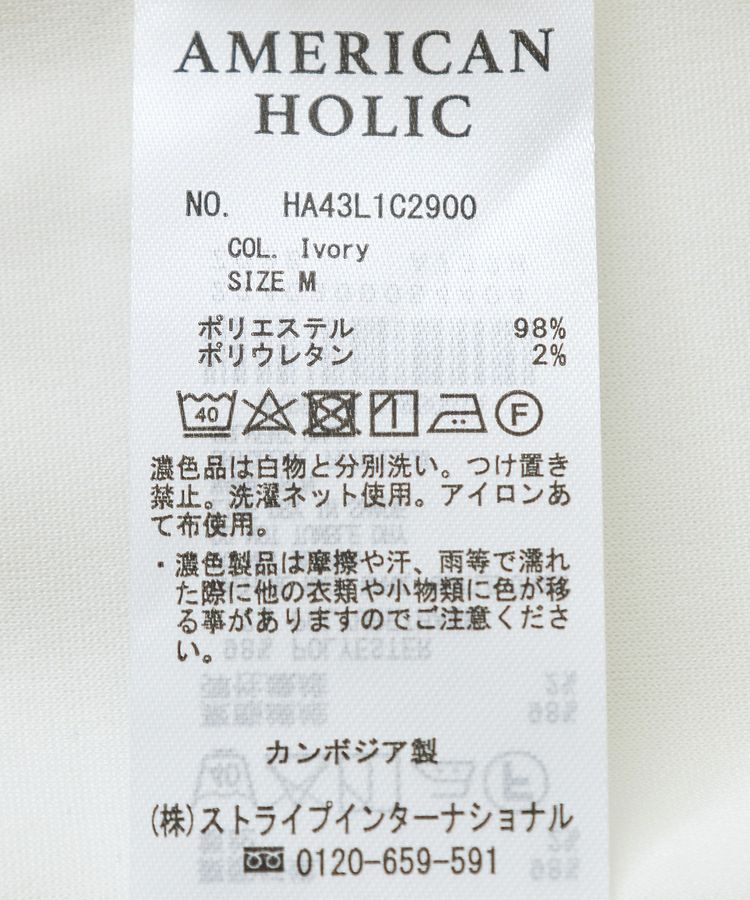 AMERICAN
HOLIC
NO. HA43L1C2900
COL. Ivory
SIZE M
ポリエステル 98%
ポリウレタン 2%
40 F
濃色品は白物と分別洗い。つけ置き
禁止。洗濯ネット使用。アイロンあ
て布使用。
・濃色製品は摩擦や汗、雨等で濡れ
た際に他の衣類や小物類に色が移
る事がありますのでご注意くださ
い。
カンボジア製
(株)ストライプインターナショナル
0120-659-591